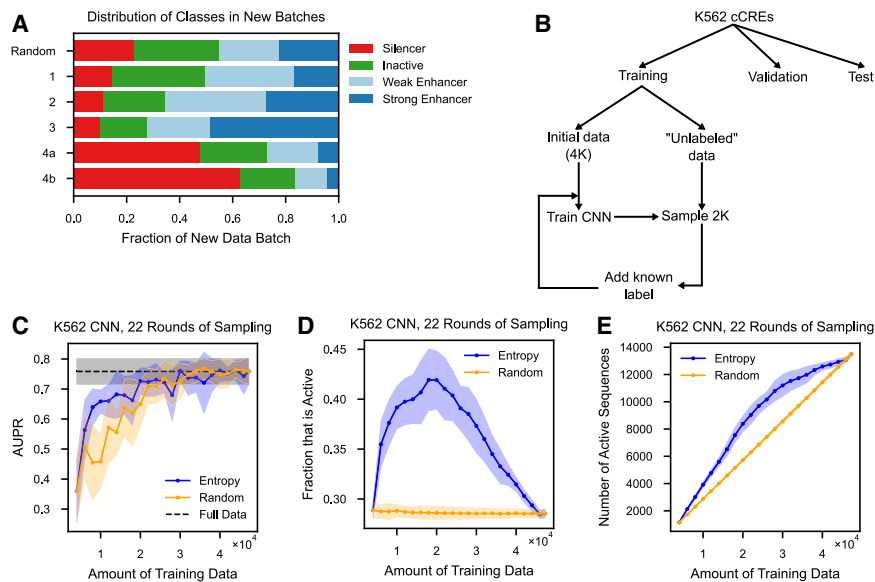 A
Distribution of Classes in New Batches
Random
1
2
3
4a
4b
0.0 0.2 0.4 0.6 0.8 1.0
Fraction of New Data Batch
Silencer
Inactive
Weak Enhancer
Strong Enhancer
B
K562 cCREs
Training Validation Test
Initial data
(4K)
"Unlabeled"
data
Train CNN Sample 2K
Add known
label
C
K562 CNN, 22 Rounds of Sampling
AUPR
0.8
0.7
0.6
0.5
0.4
0.3
Entropy
Random
Full Data
1 2 3 4
×10⁴
Amount of Training Data
D
K562 CNN, 22 Rounds of Sampling
Fraction that is Active
0.45
0.40
0.35
0.30
Entropy
Random
1 2 3 4
×10⁴
Amount of Training Data
E
K562 CNN, 22 Rounds of Sampling
Number of Active Sequences
14000
12000
10000
8000
6000
4000
2000
Entropy
Random
1 2 3 4
×10⁴
Amount of Training Data